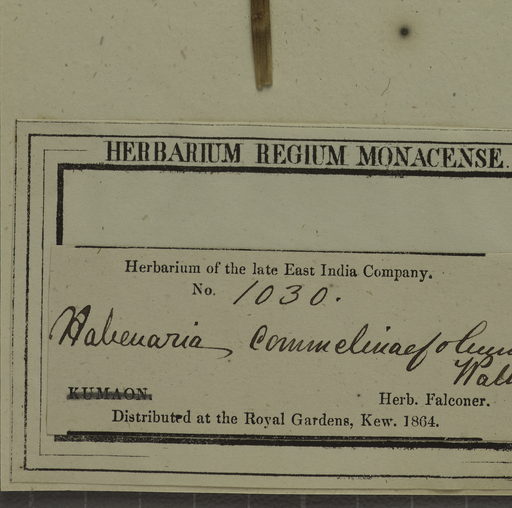 HERBARIUM REGIUM MONACENSE.
Herbarium of the late East India Company.
No. 1030.
Habenaria commelinaefolium
Wall
KUMAON.
Herb. Falconer.
Distributed at the Royal Gardens, Kew. 1864.